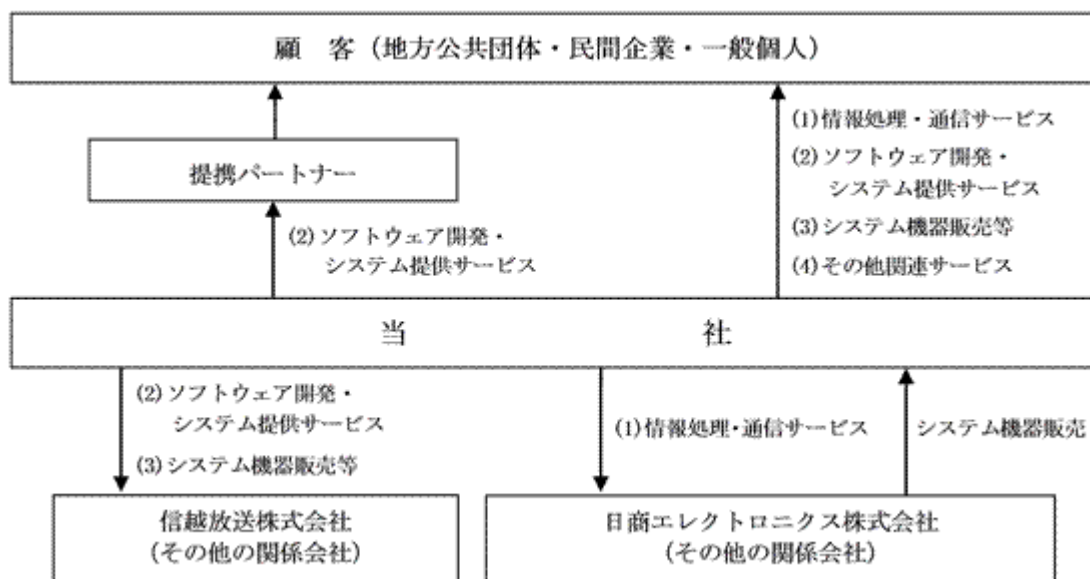 顧　客（地方公共団体・民間企業・一般個人）
提携パートナー
(2)ソフトウェア開発・
システム提供サービス
(1)情報処理・通信サービス
(2)ソフトウェア開発・
システム提供サービス
(3)システム機器販売等
(4)その他関連サービス
当　社
(2)ソフトウェア開発・
システム提供サービス
(3)システム機器販売等
(1)情報処理・通信サービス
システム機器販売
信越放送株式会社
(その他の関係会社)
日商エレクトロニクス株式会社
(その他の関係会社)